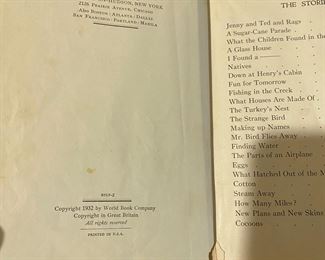 -HUDSON, NEW YORK
2126 PRAIRIE AVENUE, CHICAGO
ALSO BOSTON : ATLANTA : DALLAS
SAN FRANCISCO : PORTLAND : MANILA
Copyright 1932 by World Book Company
Copyright in Great Britain
All rights reserved
PRINTED IN U.S.A.
THE STORI
Jenny and Ted and Rags
A Sugar-Cane Parade
What the Children Found in the
A Glass House
I Found a ———
Natives
Down at Henry's Cabin
Fun for Tomorrow
Fishing in the Creek
What Houses Are Made Of
The Turkey's Nest
The Strange Bird
Making up Names
Mr. Bird Flies Away
Finding Water
The Parts of an Airplane
Eggs
What Hatched Out of the M
Cotton
Steam Away
How Many Miles?
New Plans and New Skins
Cocoons